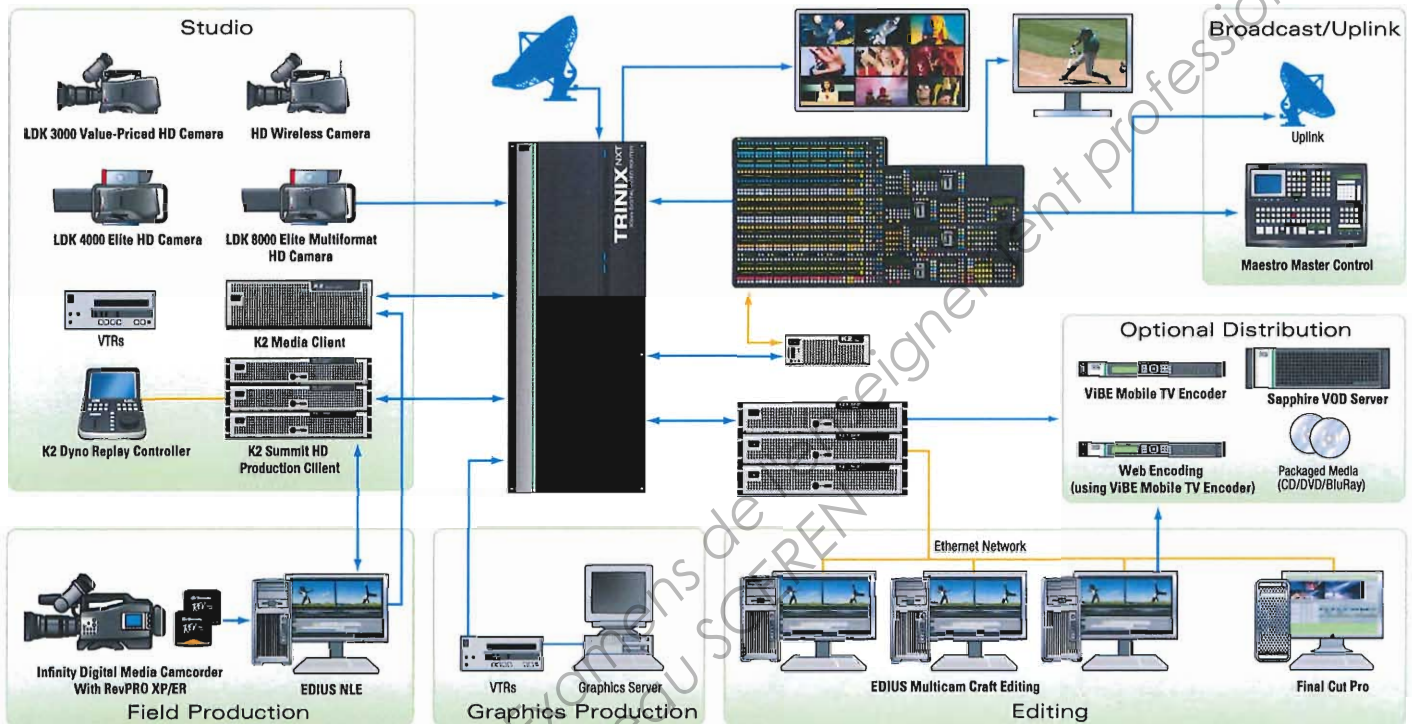 Studio
LDK 3000 Value-Priced HD Camera
HD Wireless Camera
LDK 4000 Elite HD Camera
LDK 8000 Elite Multiformat
HD Camera
VTRs
K2 Media Client
K2 Dyno Replay Controller
K2 Summit HD
Production Cllient
TRINIX NXT
K2
Broadcast/Uplink
Uplink
Maestro Master Control
Optional Distribution
ViBE Mobile TV Encoder
Sapphire VOD Server
Web Encoding
(using ViBE Mobile TV Encoder)
Packaged Media
(CD/DVD/BluRay)
Infinity Digital Media Camcorder
With RevPRO XP/ER
EDIUS NLE
Field Production
VTRs
Graphics Server
Graphics Production
Ethernet Network
EDIUS Multicam Craft Editing
Final Cut Pro
Editing